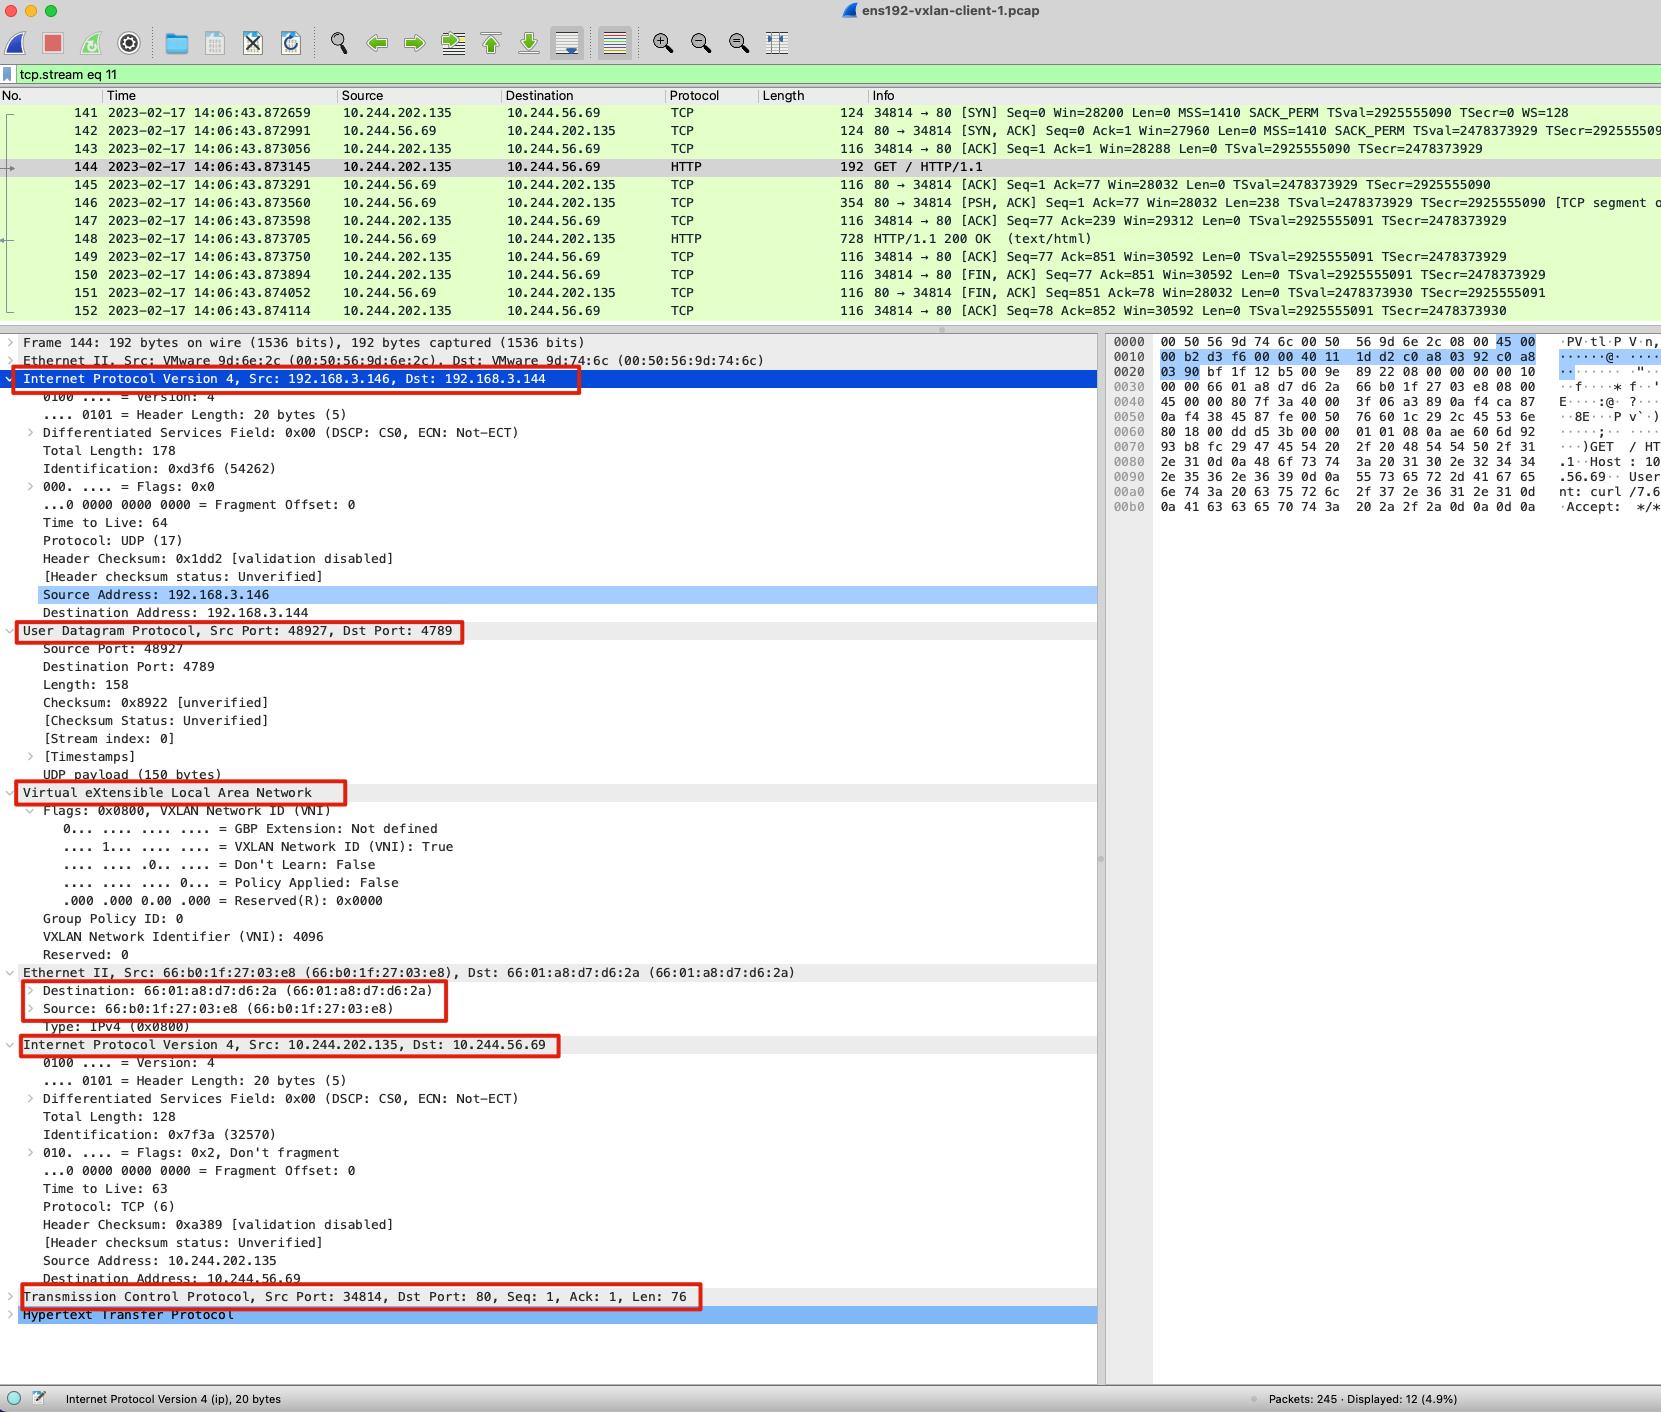 ens192-vxlan-client-1.pcap
tcp.stream eq 11
No. Time Source Destination Protocol Length Info
141 2023-02-17 14:06:43.872659 10.244.202.135 10.244.56.69 TCP 124 34814 → 80 [SYN] Seq=0 Win=28200 Len=0 MSS=1410 SACK_PERM TSval=2925555090 TSecr=0 WS=128
142 2023-02-17 14:06:43.872991 10.244.56.69 10.244.202.135 TCP 124 80 → 34814 [SYN, ACK] Seq=0 Ack=1 Win=27960 Len=0 MSS=1410 SACK_PERM TSval=2478373929 TSecr=292555509
143 2023-02-17 14:06:43.873056 10.244.202.135 10.244.56.69 TCP 116 34814 → 80 [ACK] Seq=1 Ack=1 Win=28288 Len=0 TSval=2925555090 TSecr=2478373929
144 2023-02-17 14:06:43.873145 10.244.202.135 10.244.56.69 HTTP 192 GET / HTTP/1.1
145 2023-02-17 14:06:43.873291 10.244.56.69 10.244.202.135 TCP 116 80 → 34814 [ACK] Seq=1 Ack=77 Win=28032 Len=0 TSval=2478373929 TSecr=2925555090
146 2023-02-17 14:06:43.873560 10.244.56.69 10.244.202.135 TCP 354 80 → 34814 [PSH, ACK] Seq=1 Ack=77 Win=28032 Len=238 TSval=2478373929 TSecr=2925555090 [TCP segment o
147 2023-02-17 14:06:43.873598 10.244.202.135 10.244.56.69 TCP 116 34814 → 80 [ACK] Seq=77 Ack=239 Win=29312 Len=0 TSval=2925555091 TSecr=2478373929
148 2023-02-17 14:06:43.873705 10.244.56.69 10.244.202.135 HTTP 728 HTTP/1.1 200 OK (text/html)
149 2023-02-17 14:06:43.873750 10.244.202.135 10.244.56.69 TCP 116 34814 → 80 [ACK] Seq=77 Ack=851 Win=30592 Len=0 TSval=2925555091 TSecr=2478373929
150 2023-02-17 14:06:43.873894 10.244.202.135 10.244.56.69 TCP 116 34814 → 80 [FIN, ACK] Seq=77 Ack=851 Win=30592 Len=0 TSval=2925555091 TSecr=2478373929
151 2023-02-17 14:06:43.874052 10.244.56.69 10.244.202.135 TCP 116 80 → 34814 [FIN, ACK] Seq=851 Ack=78 Win=28032 Len=0 TSval=2478373930 TSecr=2925555091
152 2023-02-17 14:06:43.874114 10.244.202.135 10.244.56.69 TCP 116 34814 → 80 [ACK] Seq=78 Ack=852 Win=30592 Len=0 TSval=2925555091 TSecr=2478373930
Frame 144: 192 bytes on wire (1536 bits), 192 bytes captured (1536 bits)
Ethernet II, Src: VMware_9d:6e:2c (00:50:56:9d:6e:2c), Dst: VMware_9d:74:6c (00:50:56:9d:74:6c)
Internet Protocol Version 4, Src: 192.168.3.146, Dst: 192.168.3.144
0100 .... = Version: 4
.... 0101 = Header Length: 20 bytes (5)
Differentiated Services Field: 0x00 (DSCP: CS0, ECN: Not-ECT)
Total Length: 178
Identification: 0xd3f6 (54262)
000. .... = Flags: 0x0
...0 0000 0000 0000 = Fragment Offset: 0
Time to Live: 64
Protocol: UDP (17)
Header Checksum: 0x1dd2 [validation disabled]
[Header checksum status: Unverified]
Source Address: 192.168.3.146
Destination Address: 192.168.3.144
User Datagram Protocol, Src Port: 48927, Dst Port: 4789
Source Port: 48927
Destination Port: 4789
Length: 158
Checksum: 0x8922 [unverified]
[Checksum Status: Unverified]
[Stream index: 0]
[Timestamps]
UDP payload (150 bytes)
Virtual eXtensible Local Area Network
Flags: 0x0800, VXLAN Network ID (VNI)
0... .... .... .... = GBP Extension: Not defined
.... 1... .... .... = VXLAN Network ID (VNI): True
.... .... .0.. .... = Don't Learn: False
.... .... .... 0... = Policy Applied: False
.000 .000 0.00 .000 = Reserved(R): 0x0000
Group Policy ID: 0
VXLAN Network Identifier (VNI): 4096
Reserved: 0
Ethernet II, Src: 66:b0:1f:27:03:e8 (66:b0:1f:27:03:e8), Dst: 66:01:a8:d7:d6:2a (66:01:a8:d7:d6:2a)
Destination: 66:01:a8:d7:d6:2a (66:01:a8:d7:d6:2a)
Source: 66:b0:1f:27:03:e8 (66:b0:1f:27:03:e8)
Type: IPv4 (0x0800)
Internet Protocol Version 4, Src: 10.244.202.135, Dst: 10.244.56.69
0100 .... = Version: 4
.... 0101 = Header Length: 20 bytes (5)
Differentiated Services Field: 0x00 (DSCP: CS0, ECN: Not-ECT)
Total Length: 128
Identification: 0x7f3a (32570)
010. .... = Flags: 0x2, Don't fragment
...0 0000 0000 0000 = Fragment Offset: 0
Time to Live: 63
Protocol: TCP (6)
Header Checksum: 0xa389 [validation disabled]
[Header checksum status: Unverified]
Source Address: 10.244.202.135
Destination Address: 10.244.56.69
Transmission Control Protocol, Src Port: 34814, Dst Port: 80, Seq: 1, Ack: 1, Len: 76
Hypertext Transfer Protocol
0000 00 50 56 9d 74 6c 00 50 56 9d 6e 2c 08 00 45 00 ·PV·tl·P V·n,
0010 00 b2 d3 f6 00 00 40 11 1d d2 c0 a8 03 92 c0 a8 ······@· ····
0020 03 90 bf 1f 12 b5 00 9e 89 22 08 00 00 00 00 10 ········ ·"··
0030 00 00 66 01 a8 d7 d6 2a 66 b0 1f 27 03 e8 08 00 ··f····* f··'
0040 45 00 00 80 7f 3a 40 00 3f 06 a3 89 0a f4 ca 87 E····:@· ?···
0050 0a f4 38 45 87 fe 00 50 76 60 1c 29 2c 45 53 6e ··8E···P v`·)
0060 80 18 00 dd d5 3b 00 00 01 01 08 0a ae 60 6d 92 ·····;·· ····
0070 93 b8 fc 29 47 45 54 20 2f 20 48 54 54 50 2f 31 ···)GET / HT
0080 2e 31 0d 0a 48 6f 73 74 3a 20 31 30 2e 32 34 34 .1··Host : 10
0090 2e 35 36 2e 36 39 0d 0a 55 73 65 72 2d 41 67 65 .56.69·· User
00a0 6e 74 3a 20 63 75 72 6c 2f 37 2e 36 31 2e 31 0d nt: curl /7.6
00b0 0a 41 63 63 65 70 74 3a 20 2a 2f 2a 0d 0a 0d 0a ·Accept: */*
Internet Protocol Version 4 (ip), 20 bytes
Packets: 245 · Displayed: 12 (4.9%)